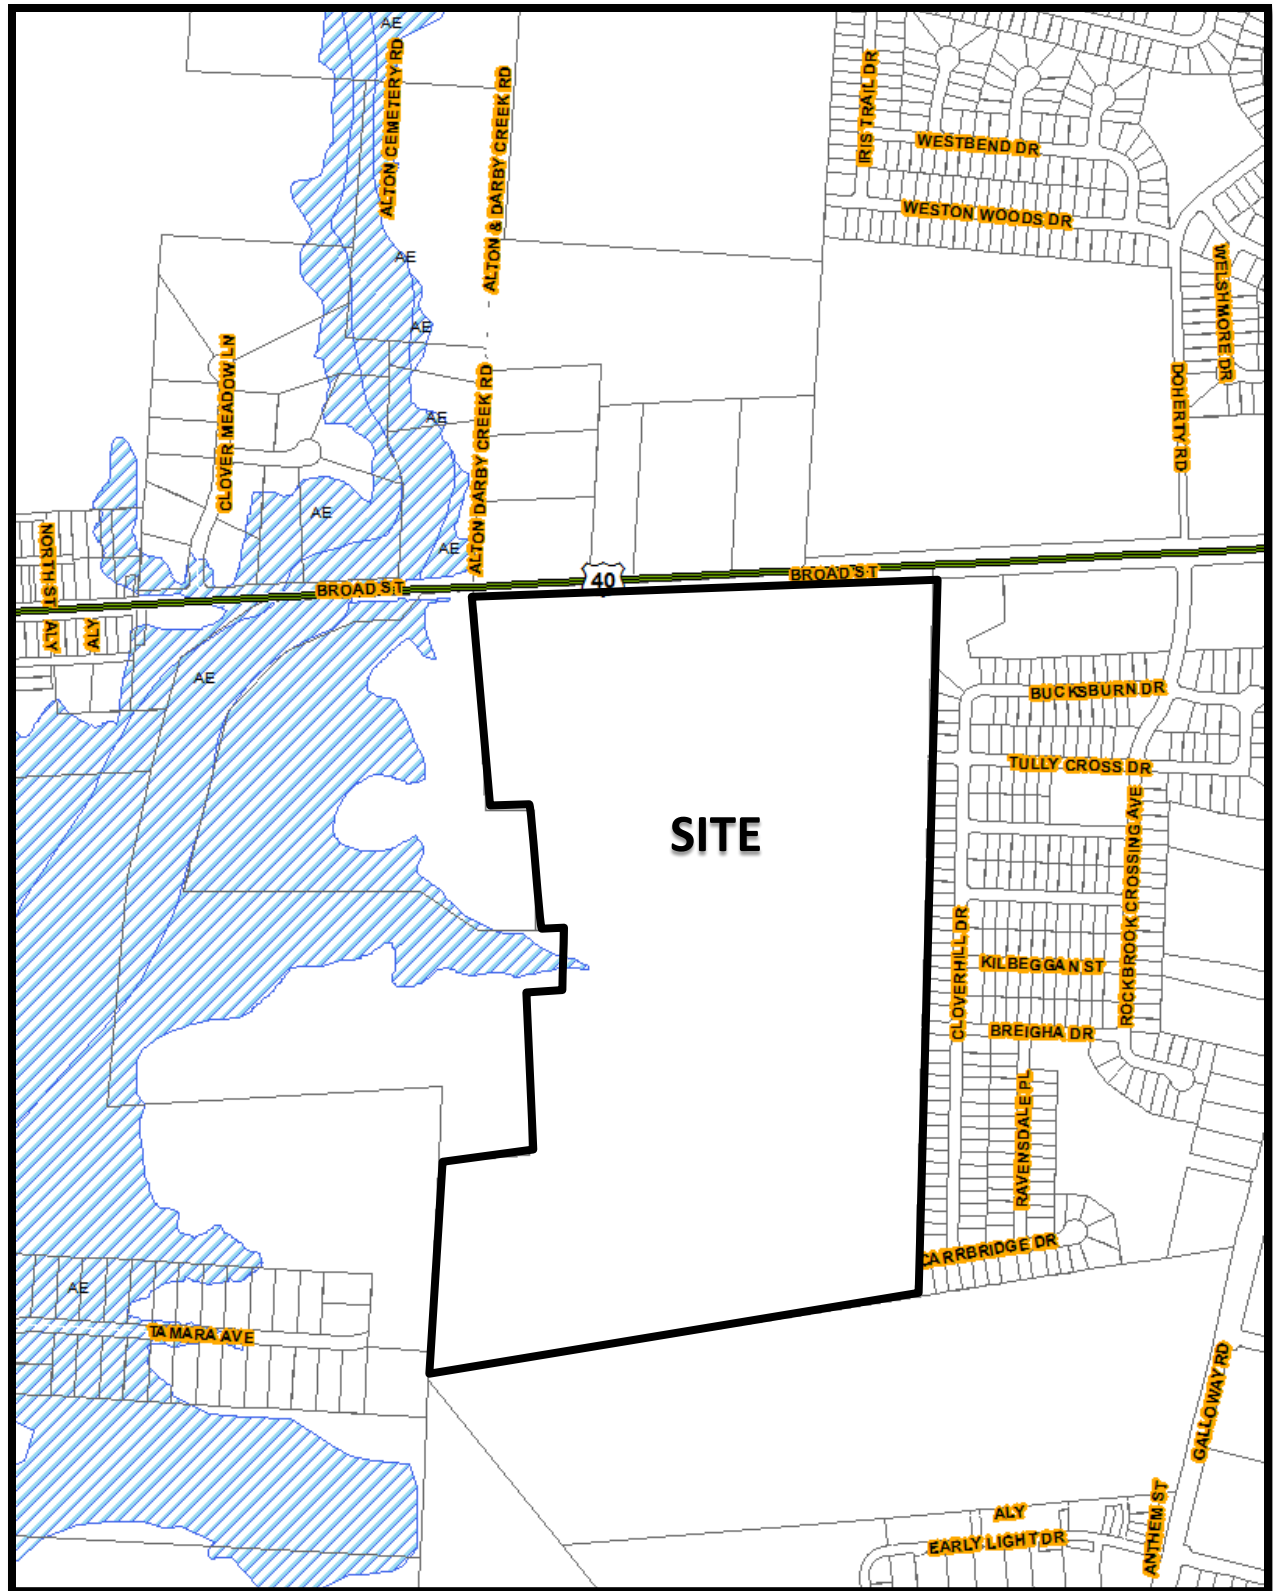 AE
ALTON CEMETERY RD
ALTON & DARBY CREEK RD
IRIS TRAIL DR
WESTBEND DR
WESTON WOODS DR
WELSHMORE DR
AE
AE
CLOVER MEADOW LN
ALTON DARBY CREEK RD
DOHERTY RD
AE
AE
AE
NORTH ST
BROAD ST
40
BROAD ST
ALY
ALY
AE
BUCKSBURN DR
TULLY CROSS DR
SITE
ROCKBROOK CROSSING AVE
CLOVERHILL DR
KILBEGGAN ST
BREIGHA DR
RAVENSDALE PL
CARRBRIDGE DR
AE
TAMARA AVE
GALLOWAY RD
ALY
ANTHEM ST
EARLY LIGHT DR